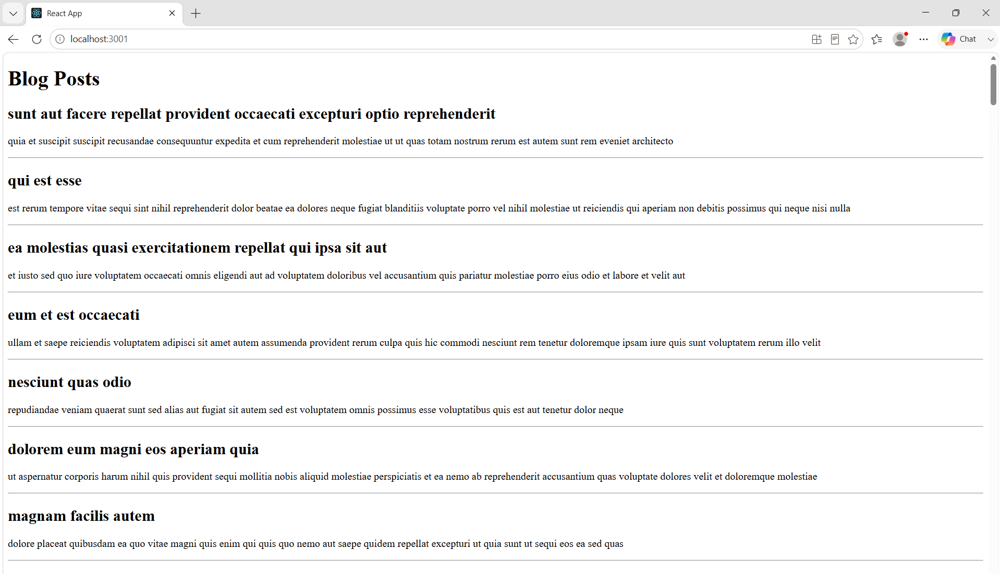 React App
localhost:3001
Chat
Blog Posts
sunt aut facere repellat provident occaecati excepturi optio reprehenderit
quia et suscipit suscipit recusandae consequuntur expedita et cum reprehenderit molestiae ut ut quas totam nostrum rerum est autem sunt rem eveniet architecto
qui est esse
est rerum tempore vitae sequi sint nihil reprehenderit dolor beatae ea dolores neque fugiat blanditiis voluptate porro vel nihil molestiae ut reiciendis qui aperiam non debitis possimus qui neque nisi nulla
ea molestias quasi exercitationem repellat qui ipsa sit aut
et iusto sed quo iure voluptatem occaecati omnis eligendi aut ad voluptatem doloribus vel accusantium quis pariatur molestiae porro eius odio et labore et velit aut
eum et est occaecati
ullam et saepe reiciendis voluptatem adipisci sit amet autem assumenda provident rerum culpa quis hic commodi nesciunt rem tenetur doloremque ipsam iure quis sunt voluptatem rerum illo velit
nesciunt quas odio
repudiandae veniam quaerat sunt sed alias aut fugiat sit autem sed est voluptatem omnis possimus esse voluptatibus quis est aut tenetur dolor neque
dolorem eum magni eos aperiam quia
ut aspernatur corporis harum nihil quis provident sequi mollitia nobis aliquid molestiae perspiciatis et ea nemo ab reprehenderit accusantium quas voluptate dolores velit et doloremque molestiae
magnam facilis autem
dolore placeat quibusdam ea quo vitae magni quis enim qui quis quo nemo aut saepe quidem repellat excepturi ut quia sunt ut sequi eos ea sed quas